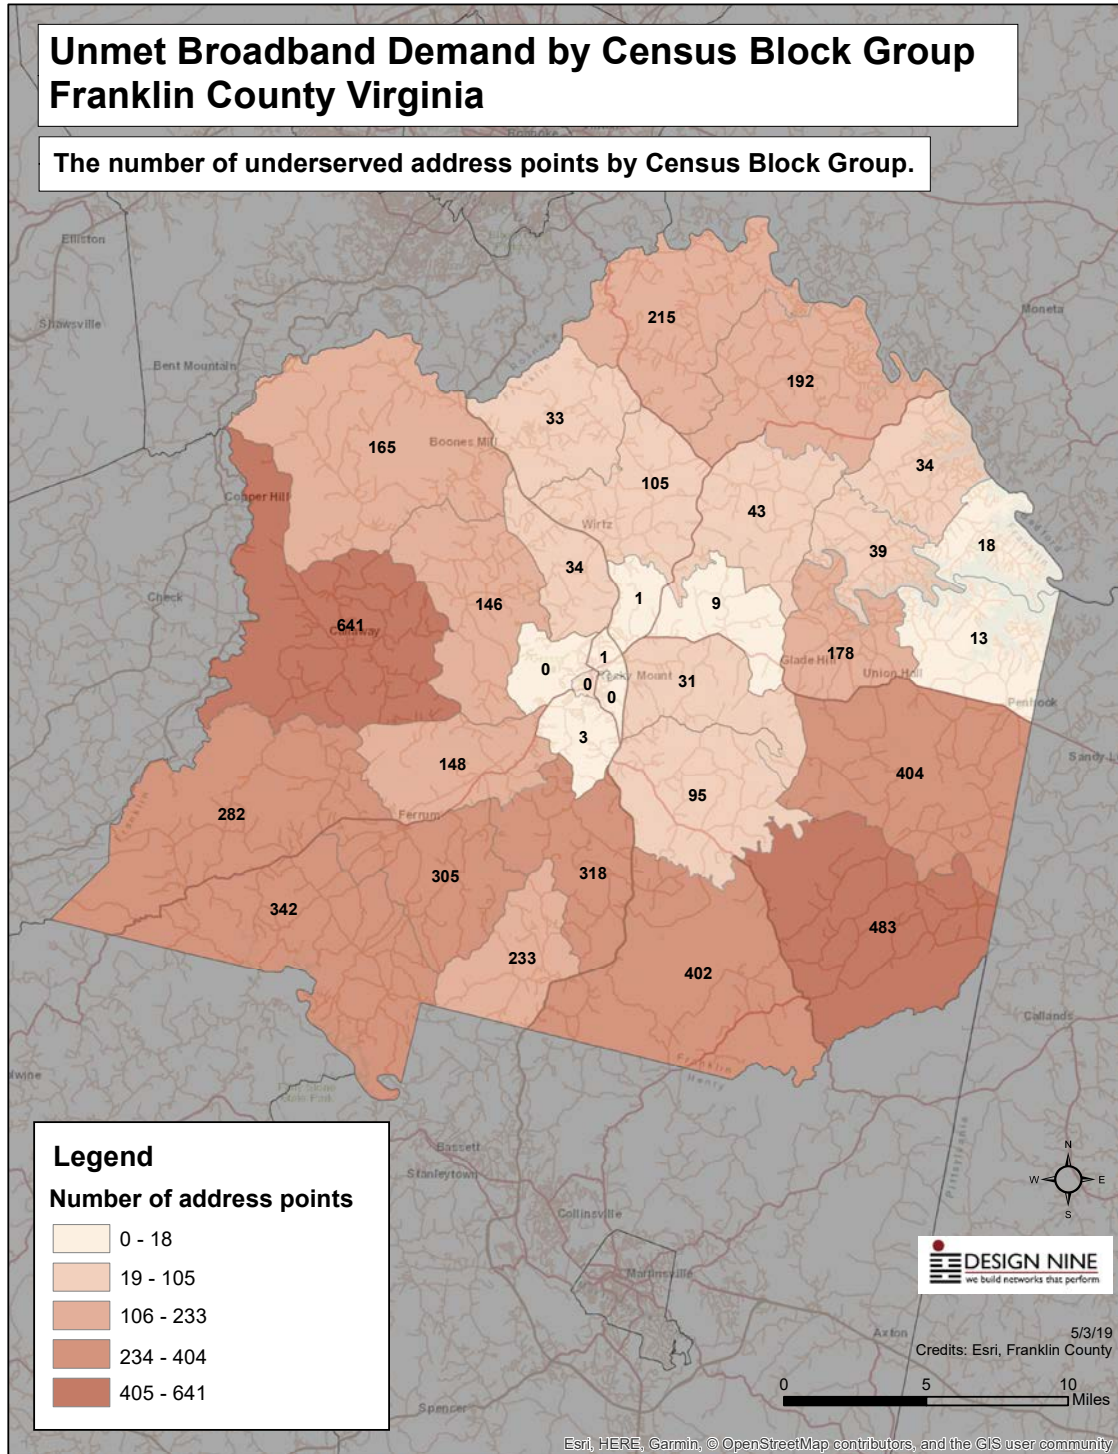 Unmet Broadband Demand by Census Block Group
Franklin County Virginia
The number of underserved address points by Census Block Group.
Roanoke
Elliston
Moneta
Shawsville
215
Roanoke
Bent Mountain
192
33
165
Boones Mill
34
105
Copper Hill
43
Wirtz
18
39
34
Check
1
9
146
641
Callaway
13
178
1
Glade Hill
0
Rocky Mount
31
Union Hall
0
0
Penhook
3
Sandy L
148
404
95
282
Ferrum
318
305
342
483
233
402
Callands
Franklin
Henry
Bassett
Stanleytown
Pittsylvania
Collinsville
Martinsville
Axton
Spencer
Legend
Number of address points
0 - 18
19 - 105
106 - 233
234 - 404
405 - 641
N
W
E
S
DESIGN NINE
we build networks that perform
5/3/19
Credits: Esri, Franklin County
0
5
10
Miles
Esri, HERE, Garmin, © OpenStreetMap contributors, and the GIS user community